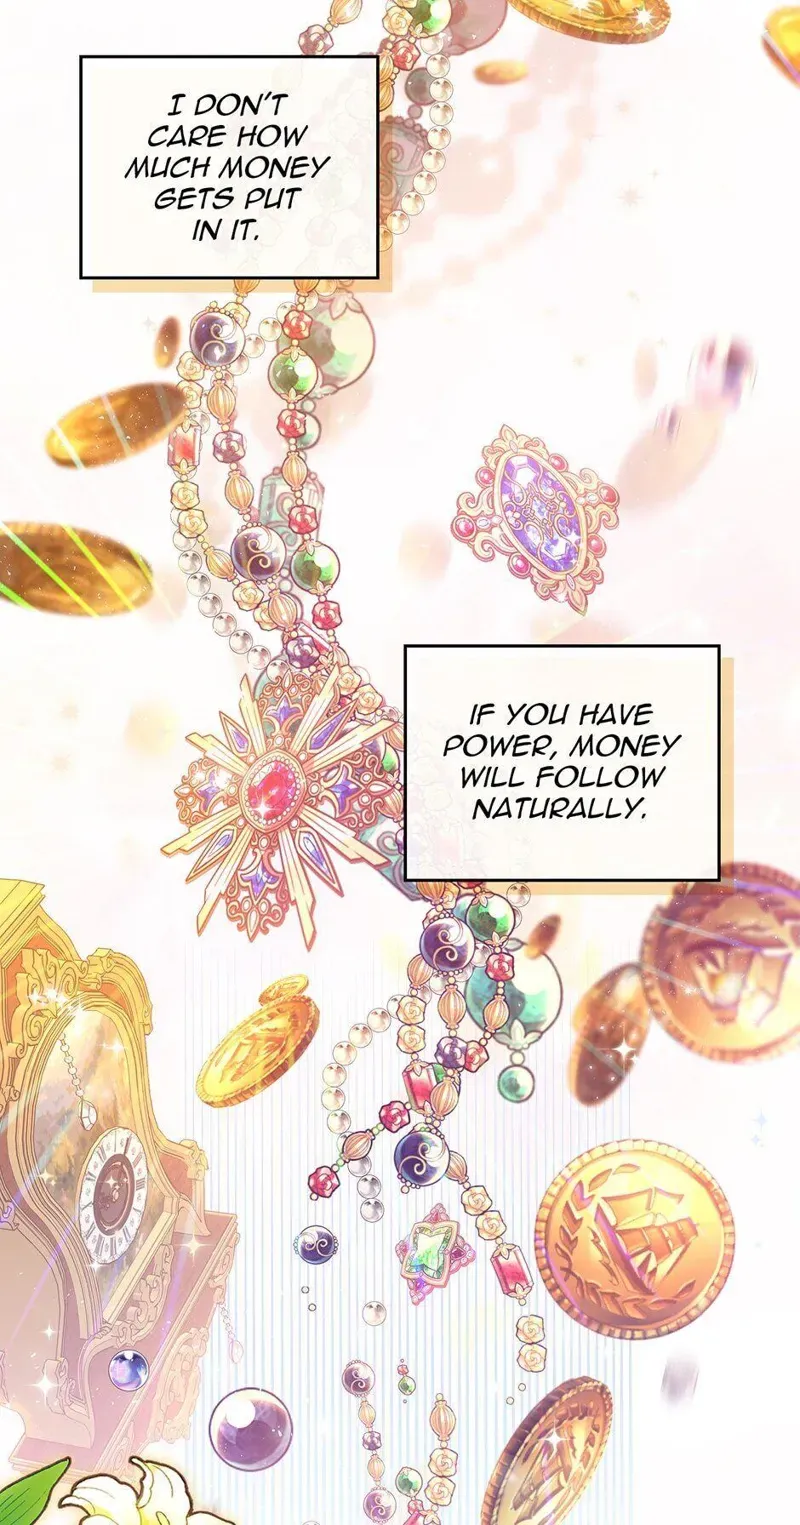 I DON'T
CARE HOW
MUCH MONEY
GETS PUT
IN IT.
IF YOU HAVE
POWER, MONEY
WILL FOLLOW
NATURALLY.